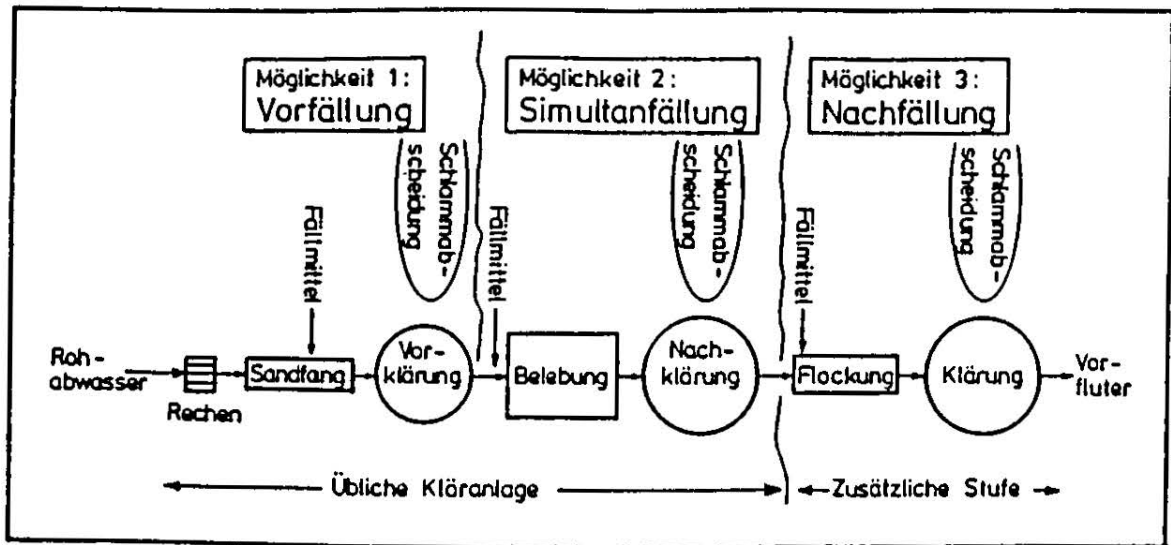 Möglichkeit 1:
Vorfällung
Möglichkeit 2:
Simultanfällung
Mäglichkeit 3:
Nachfällung
Schlammab-
scheidung
Schlammab-
scheidung
Schlammab-
scheidung
Fällmittel
Fällmittel
Fällmittel
Roh-
abwasser
Rechen
Sandfang
Vor-
klärung
Belebung
Nach-
klärung
Flockung
Klärung
Vor-
fluter
Übliche Kläranlage
Zusätzliche Stufe